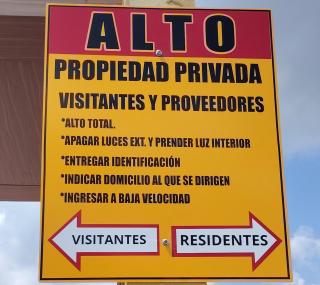 ALTO
PROPIEDAD PRIVADA
VISITANTES Y PROVEEDORES
*ALTO TOTAL.
*APAGAR LUCES EXT. Y PRENDER LUZ INTERIOR
*ENTREGAR IDENTIFICACIÓN
*INDICAR DOMICILIO AL QUE SE DIRIGEN
*INGRESAR A BAJA VELOCIDAD
VISITANTES
RESIDENTES